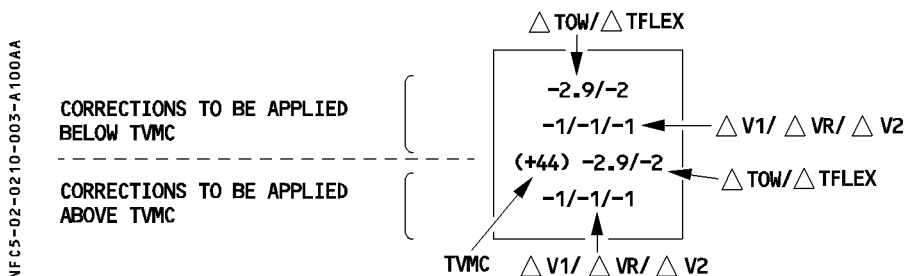 △ TOW/△ TFLEX
CORRECTIONS TO BE APPLIED
BELOW TVMC
-2.9/-2
-1/-1/-1
△ V1/ △ VR/ △ V2
(+44) -2.9/-2
△ TOW/△ TFLEX
CORRECTIONS TO BE APPLIED
ABOVE TVMC
-1/-1/-1
TVMC
△ V1/ △ VR/ △ V2
NFC5-02-0210-003-A100AA